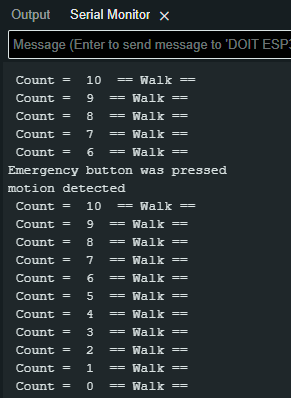 Output Serial Monitor ×
Message (Enter to send message to 'DOIT ESP3
Count = 10 == Walk ==
Count = 9 == Walk ==
Count = 8 == Walk ==
Count = 7 == Walk ==
Count = 6 == Walk ==
Emergency button was pressed
motion detected
Count = 10 == Walk ==
Count = 9 == Walk ==
Count = 8 == Walk ==
Count = 7 == Walk ==
Count = 6 == Walk ==
Count = 5 == Walk ==
Count = 4 == Walk ==
Count = 3 == Walk ==
Count = 2 == Walk ==
Count = 1 == Walk ==
Count = 0 == Walk ==